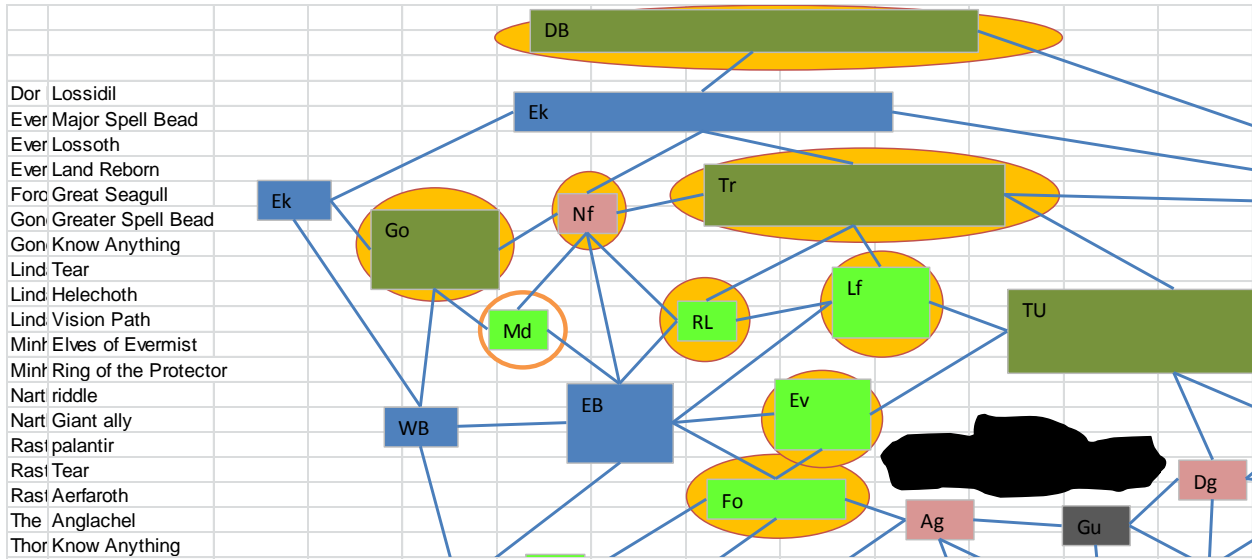 DB
Dor Lossidil
Ek
Ever Major Spell Bead
Ever Lossoth
Ever Land Reborn
Tr
Ford Great Seagull
Ek
Nf
Gon Greater Spell Bead
Go
Gon Know Anything
Linda Tear
Linda Helechoth
Lf
TU
Linda Vision Path
Md
RL
Minh Elves of Evermist
Minh Ring of the Protector
Nart riddle
EB
Ev
Nart Giant ally
WB
Rast palantir
Rast Tear
Dg
Rast Aerfaroth
Fo
The Anglachel
Ag
Gu
Thor Know Anything